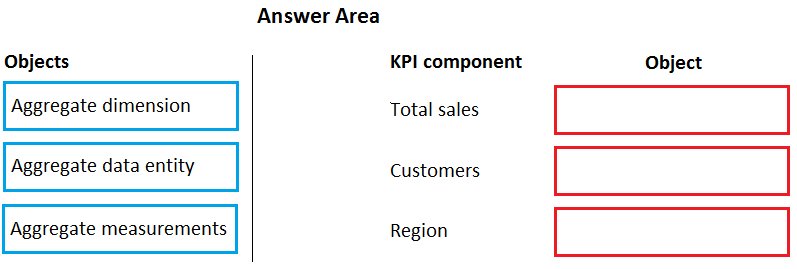 Answer Area
Objects
KPI component
Object
Aggregate dimension
Total sales
Aggregate data entity
Customers
Aggregate measurements
Region